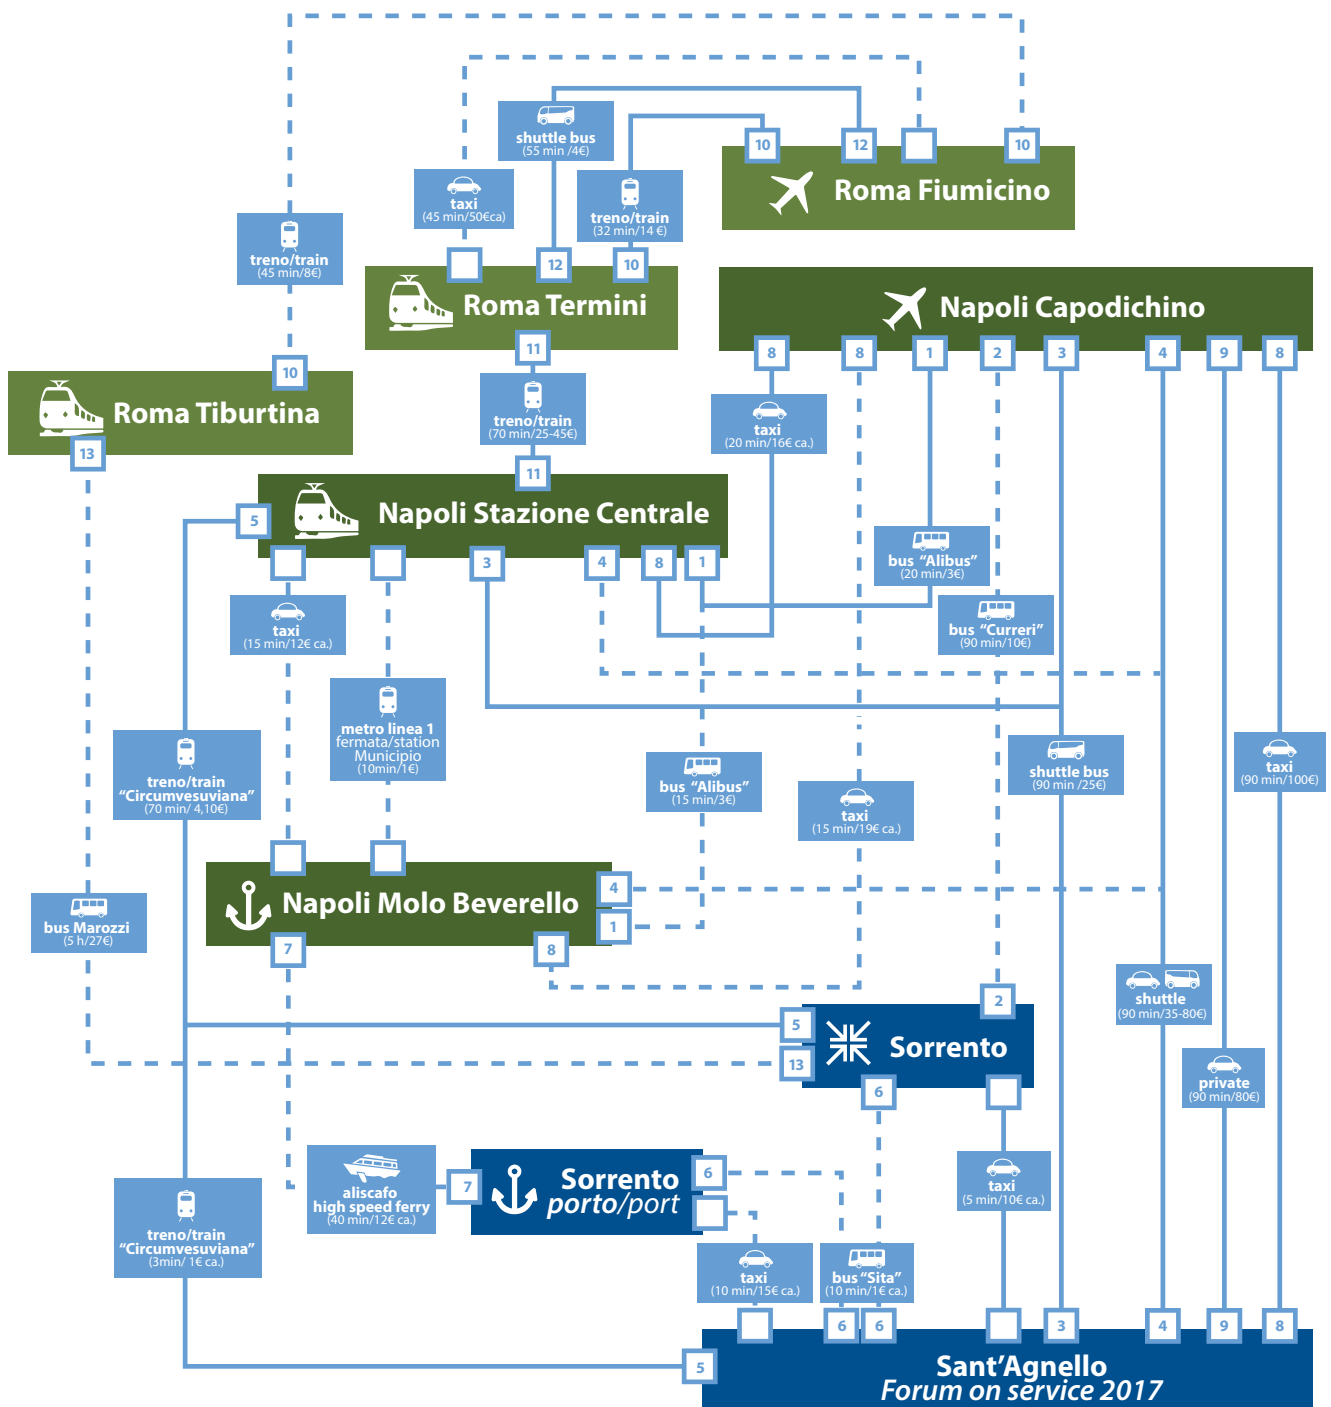 shuttle bus
(55 min /4€)
10
12
10
Roma Fiumicino
taxi
(45 min/50€ca)
treno/train
(32 min/14 €)
treno/train
(45 min/8€)
12
10
Roma Termini
11
Napoli Capodichino
8
8
1
2
3
4
9
8
10
Roma Tiburtina
13
treno/train
(70 min/25-45€)
taxi
(20 min/16€ ca.)
11
Napoli Stazione Centrale
5
3
4
8
1
bus "Alibus"
(20 min/3€)
taxi
(15 min/12€ ca.)
bus "Curreri"
(90 min/10€)
metro linea 1
fermata/station
Municipio
(10min/1€)
treno/train
"Circumvesuviana"
(70 min/ 4,10€)
bus "Alibus"
(15 min/3€)
taxi
(15 min/19€ ca.)
shuttle bus
(90 min /25€)
taxi
(90 min/100€)
bus Marozzi
(5 h/27€)
Napoli Molo Beverello
4
1
7
8
shuttle
(90 min/35-80€)
2
5
Sorrento
13
6
private
(90 min/80€)
aliscafo
high speed ferry
(40 min/12€ ca.)
7
Sorrento
porto/port
6
taxi
(5 min/10€ ca.)
treno/train
"Circumvesuviana"
(3min/ 1€ ca.)
taxi
(10 min/15€ ca.)
bus "Sita"
(10 min/1€ ca.)
6
6
3
4
9
8
5
Sant'Agnello
Forum on service 2017